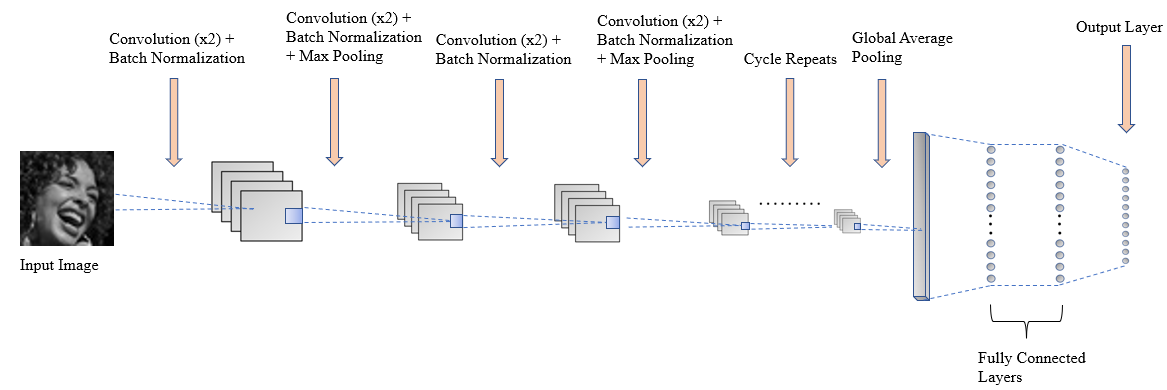 Convolution (x2) +
Batch Normalization
Convolution (x2) +
Batch Normalization
+ Max Pooling
Convolution (x2) +
Batch Normalization
Convolution (x2) +
Batch Normalization
+ Max Pooling
Cycle Repeats
Global Average
Pooling
Output Layer
Input Image
Fully Connected
Layers